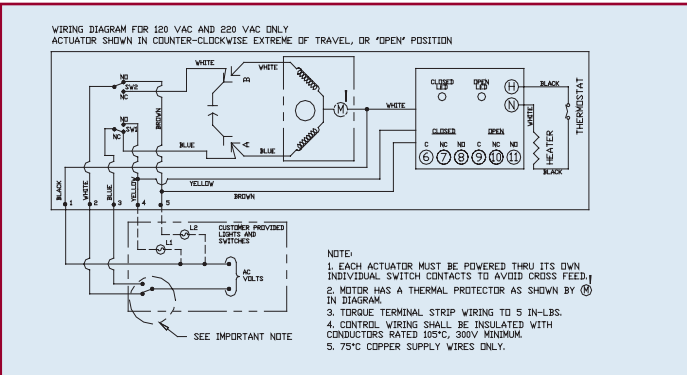 WIRING DIAGRAM FOR 120 VAC AND 220 VAC ONLY
ACTUATOR SHOWN IN COUNTER-CLOCKWISE EXTREME OF TRAVEL, OR "OPEN" POSITION
WHITE
WHITE
NO
SW2
NC
B
BROWN
NO
SW1
NC
BLUE
A
BLUE
M
WHITE
CLOSED
LED
OPEN
LED
H
N
BLACK
WHITE
THERMOSTAT
HEATER
BLACK
CLOSED
OPEN
C NC NO C NC NO
6 7 8 9 10 11
YELLOW
BROWN
BLACK
WHITE
BLUE
YELLOW
1 2 3 4 5
L2
L1
CUSTOMER PROVIDED
LIGHTS AND
SWITCHES
AC
VOLTS
SEE IMPORTANT NOTE
NOTE:
1. EACH ACTUATOR MUST BE POWERED THRU ITS OWN
INDIVIDUAL SWITCH CONTACTS TO AVOID CROSS FEED.
2. MOTOR HAS A THERMAL PROTECTOR AS SHOWN BY M
IN DIAGRAM.
3. TORQUE TERMINAL STRIP WIRING TO 5 IN-LBS.
4. CONTROL WIRING SHALL BE INSULATED WITH
CONDUCTORS RATED 105°C, 300V MINIMUM.
5. 75°C COPPER SUPPLY WIRES ONLY.